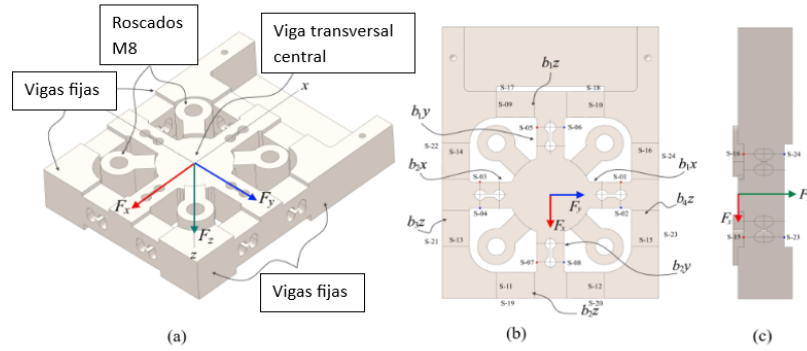 Roscados
M8
Viga transversal
central
Vigas fijas
x
Fx
Fy
Fz
z
Vigas fijas
(a)
b1z
S-17
S-18
S-09
S-10
b1y
S-05
S-06
S-22
S-14
S-16
S-24
b2x
b1x
S-03
S-01
Fy
S-04
S-02
Fx
b3z
b4z
S-21
S-13
S-15
S-23
S-07
S-08
b2y
S-11
S-12
S-19
S-20
b2z
(b)
S-16
S-24
F
Fx
S-15
S-23
(c)